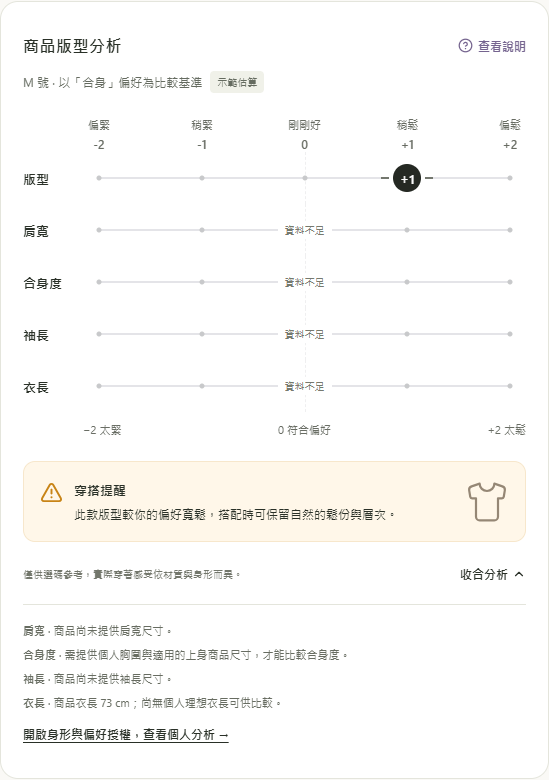 商品版型分析
查看說明
M 號 · 以「合身」偏好為比較基準 示範估算
偏緊 稍緊 剛剛好 稍鬆 偏鬆
-2 -1 0 +1 +2
版型 +1
肩寬 資料不足
合身度 資料不足
袖長 資料不足
衣長 資料不足
−2 太緊 0 符合偏好 +2 太鬆
穿搭提醒
此款版型較你的偏好寬鬆，搭配時可保留自然的鬆份與層次。
僅供選碼參考，實際穿著感受依材質與身形而異。
收合分析
肩寬 · 商品尚未提供肩寬尺寸。
合身度 · 需提供個人胸圍與適用的上身商品尺寸，才能比較合身度。
袖長 · 商品尚未提供袖長尺寸。
衣長 · 商品衣長 73 cm；尚無個人理想衣長可供比較。
開啟身形與偏好授權，查看個人分析 →